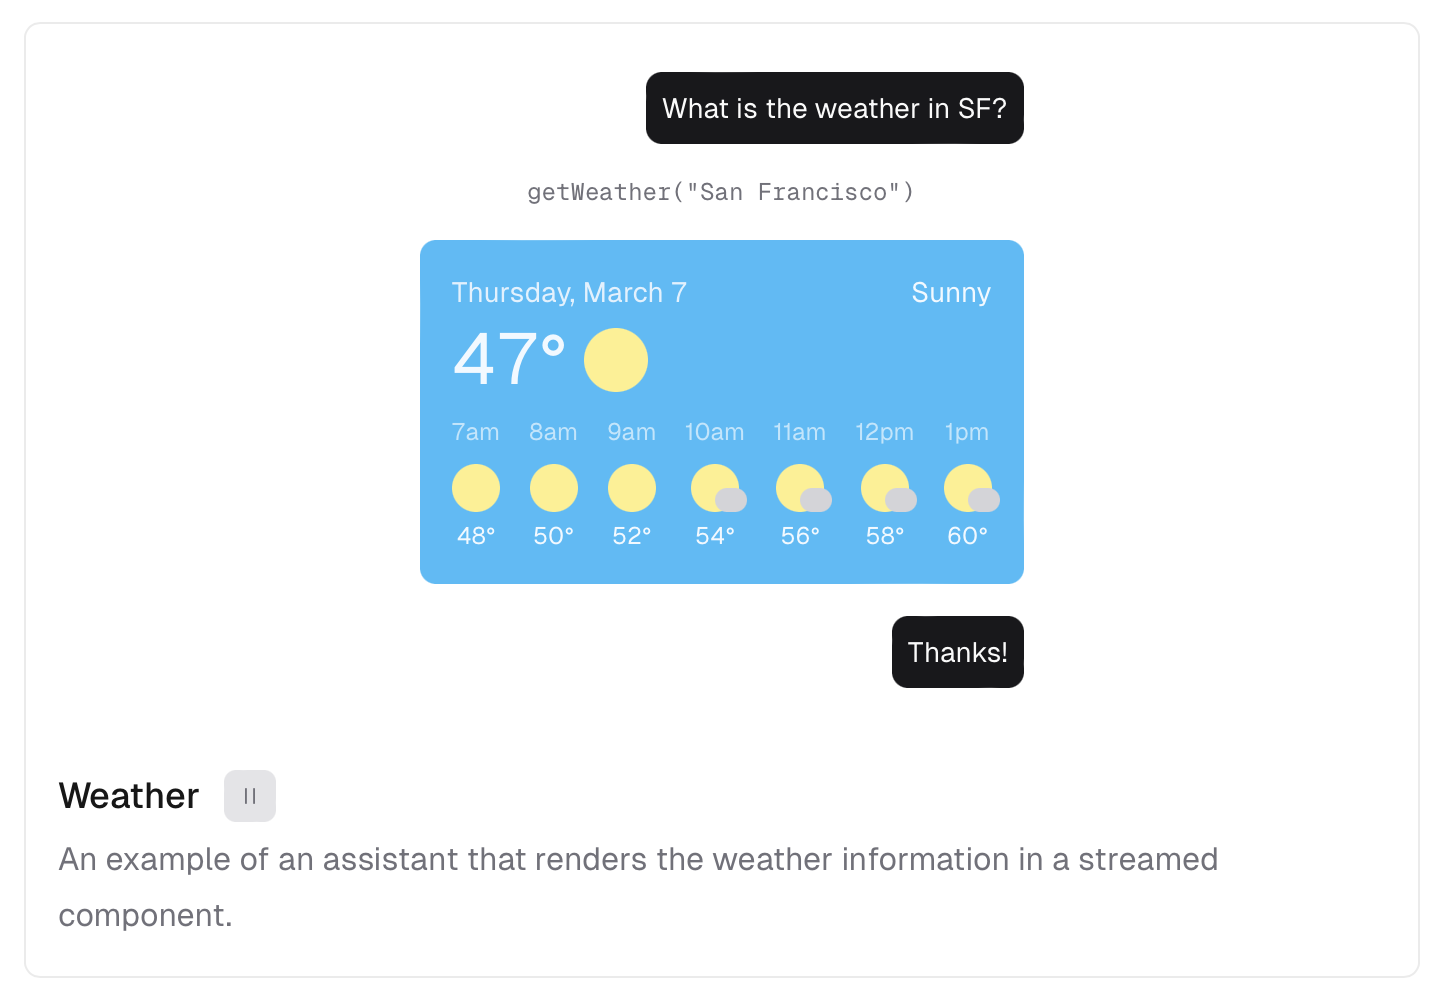 What is the weather in SF?
getWeather("San Francisco")
Thursday, March 7 Sunny
47°
7am 8am 9am 10am 11am 12pm 1pm
48° 50° 52° 54° 56° 58° 60°
Thanks!
Weather
An example of an assistant that renders the weather information in a streamed
component.